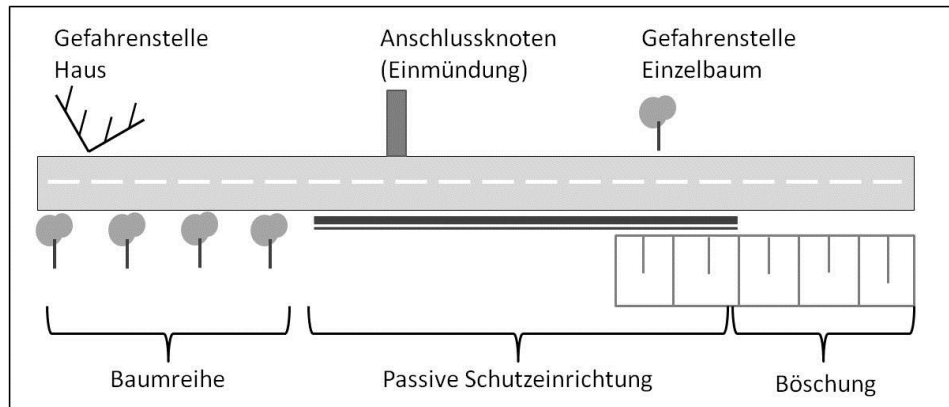 Gefahrenstelle
Haus
Anschlussknoten
(Einmündung)
Gefahrenstelle
Einzelbaum
Baumreihe
Passive Schutzeinrichtung
Böschung